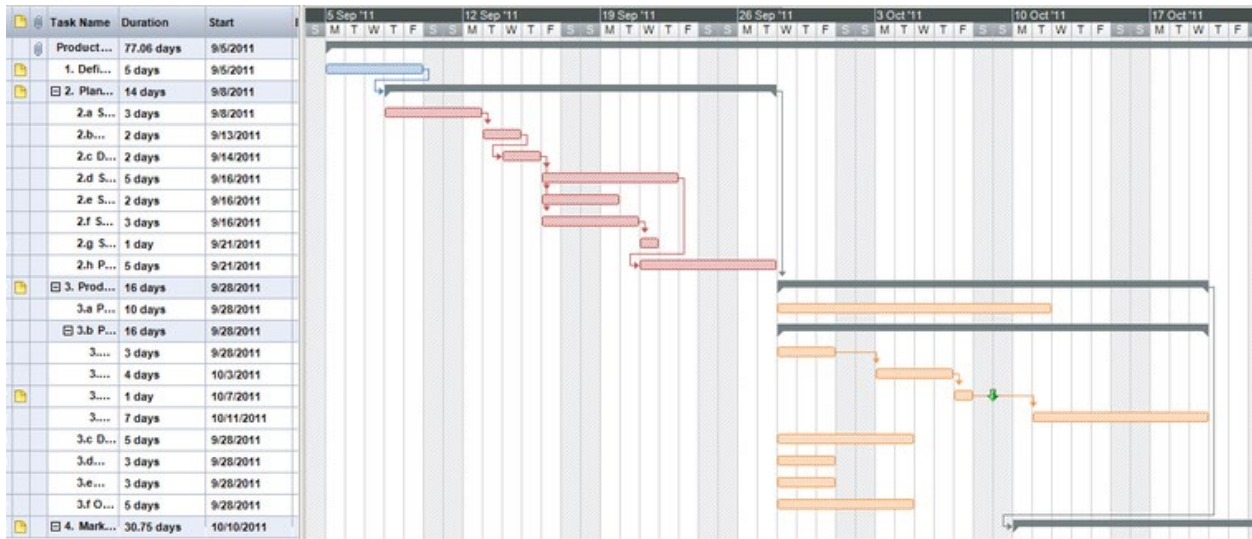 Task Name Duration Start
5 Sep '11 12 Sep '11 19 Sep '11 26 Sep '11 3 Oct '11 10 Oct '11 17 Oct '11
S M T W T F S S M T W T F S S M T W T F S S M T W T F S S M T W T F S S M T W T F S S M T W T F
Product... 77.06 days 9/5/2011
1. Defi... 5 days 9/5/2011
2. Plan... 14 days 9/8/2011
2.a S... 3 days 9/8/2011
2.b... 2 days 9/13/2011
2.c D... 2 days 9/14/2011
2.d S... 5 days 9/16/2011
2.e S... 2 days 9/16/2011
2.f S... 3 days 9/16/2011
2.g S... 1 day 9/21/2011
2.h P... 5 days 9/21/2011
3. Prod... 16 days 9/28/2011
3.a P... 10 days 9/28/2011
3.b P... 16 days 9/28/2011
3.... 3 days 9/28/2011
3.... 4 days 10/3/2011
3.... 1 day 10/7/2011
3.... 7 days 10/11/2011
3.c D... 5 days 9/28/2011
3.d... 3 days 9/28/2011
3.e... 3 days 9/28/2011
3.f O... 5 days 9/28/2011
4. Mark... 30.75 days 10/10/2011